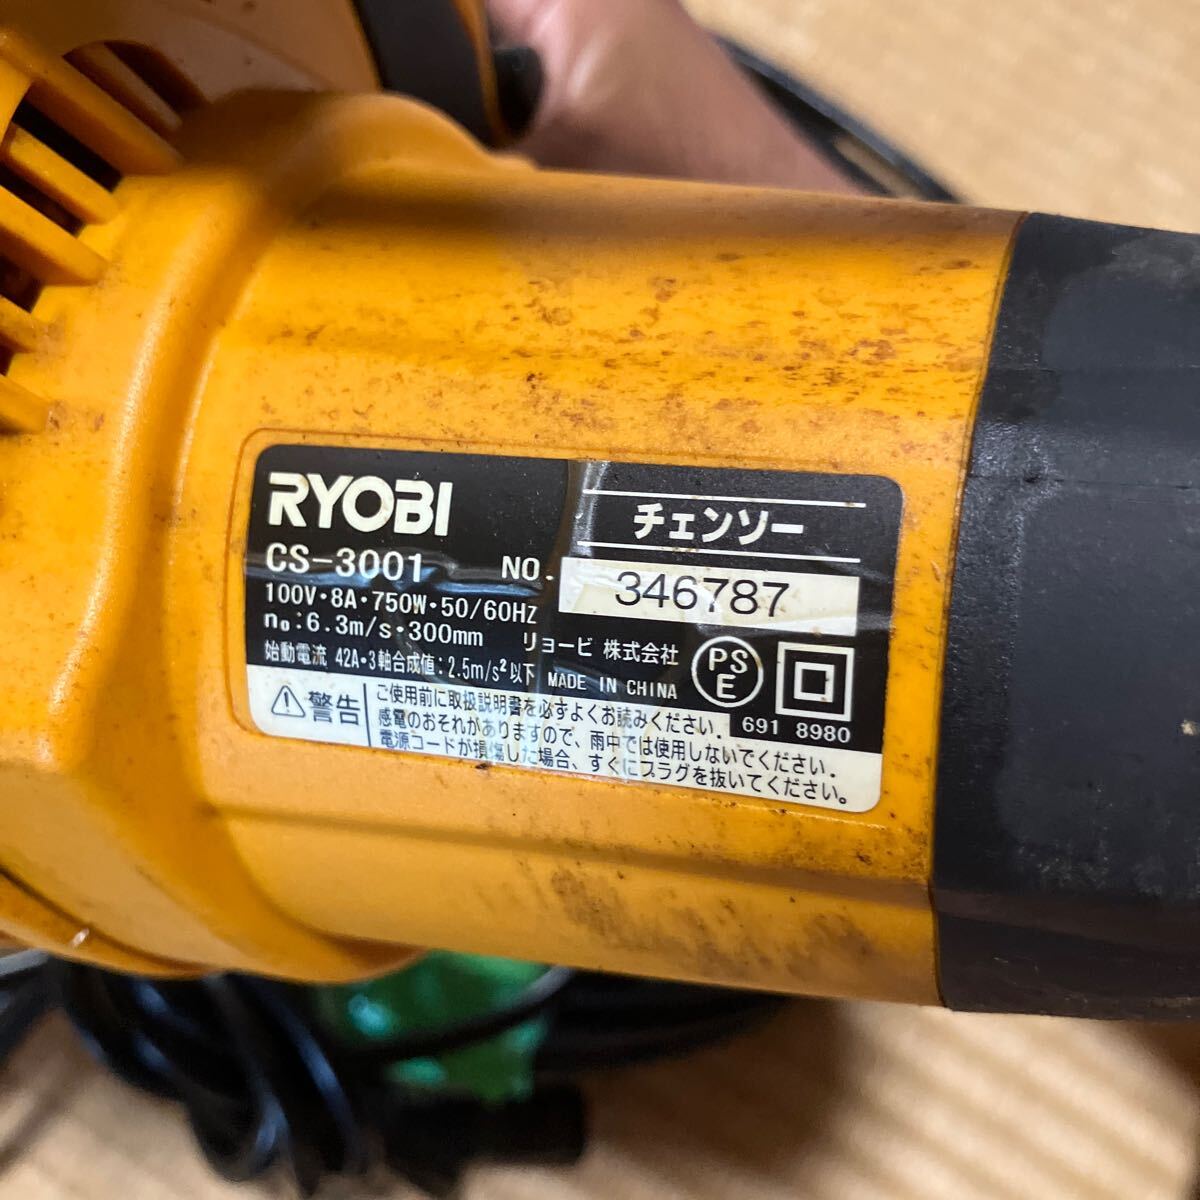 RYOBI
チェンソー
CS-3001 NO. 346787
100V・8A・750W・50/60Hz
n₀:6.3m/s・300mm リョービ 株式会社
始動電流 42A・3軸合成値:2.5m/s²以下 MADE IN CHINA
PS
E
691 8980
警告
ご使用前に取扱説明書を必ずよくお読みください.
感電のおそれがありますので、雨中では使用しないでください.
電源コードが損傷した場合、すぐにプラグを抜いてください。